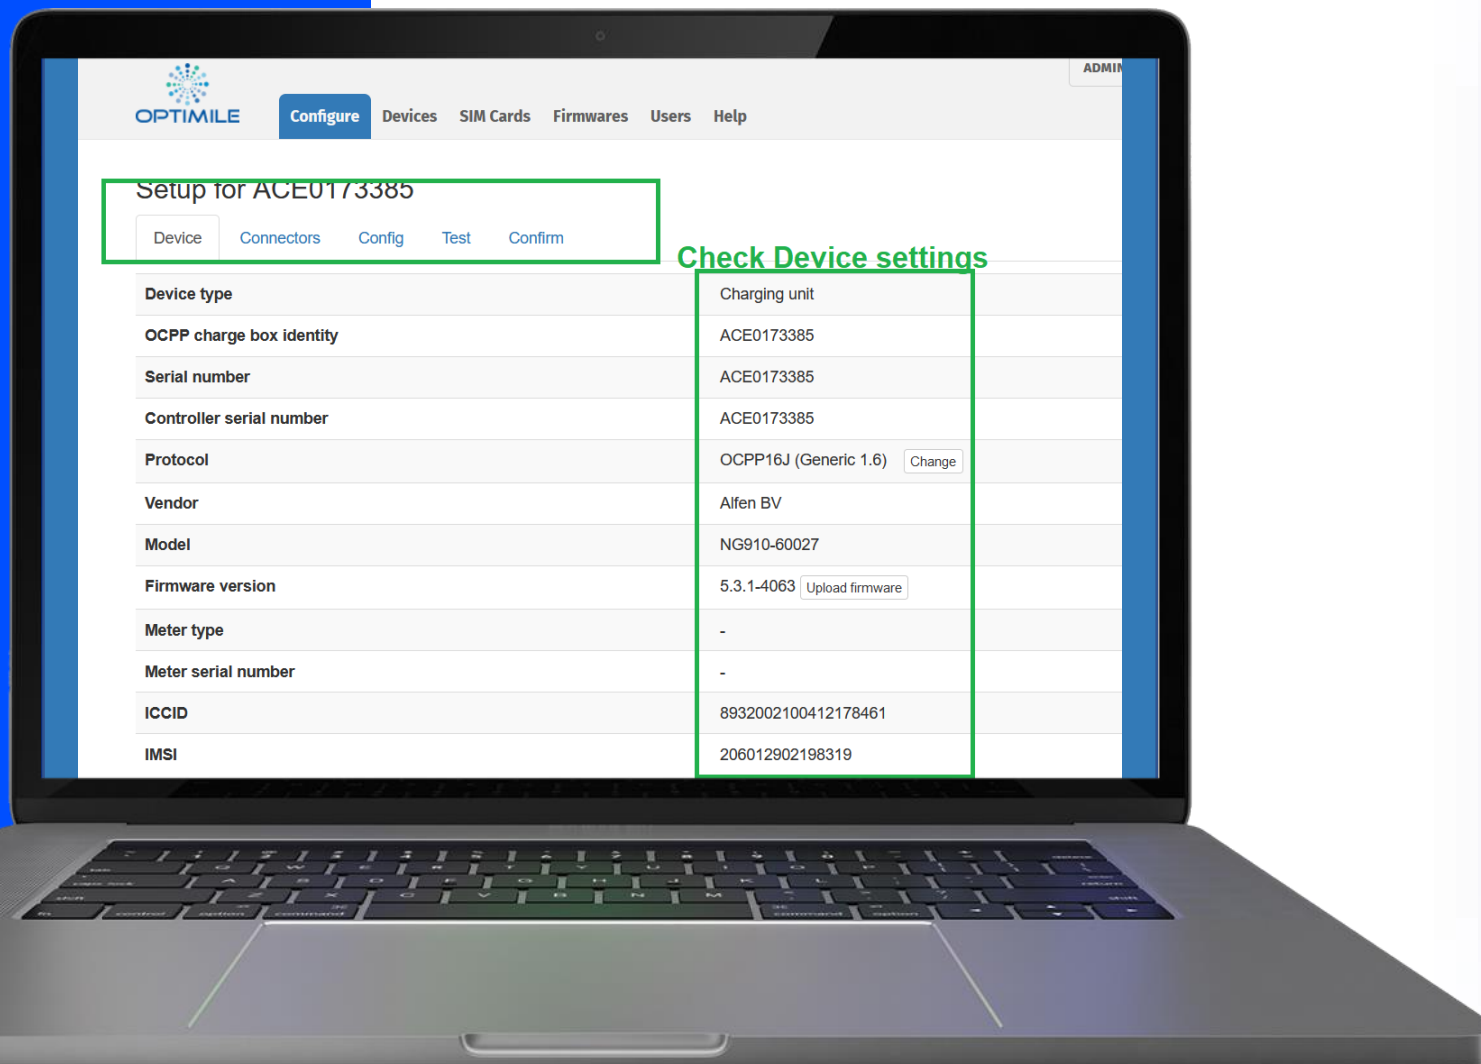 ADMIN
OPTIMILE
Configure Devices SIM Cards Firmwares Users Help
Setup for ACE0173385
Device Connectors Config Test Confirm
Check Device settings
Device type Charging unit
OCPP charge box identity ACE0173385
Serial number ACE0173385
Controller serial number ACE0173385
Protocol OCPP16J (Generic 1.6) Change
Vendor Alfen BV
Model NG910-60027
Firmware version 5.3.1-4063 Upload firmware
Meter type -
Meter serial number -
ICCID 8932002100412178461
IMSI 206012902198319